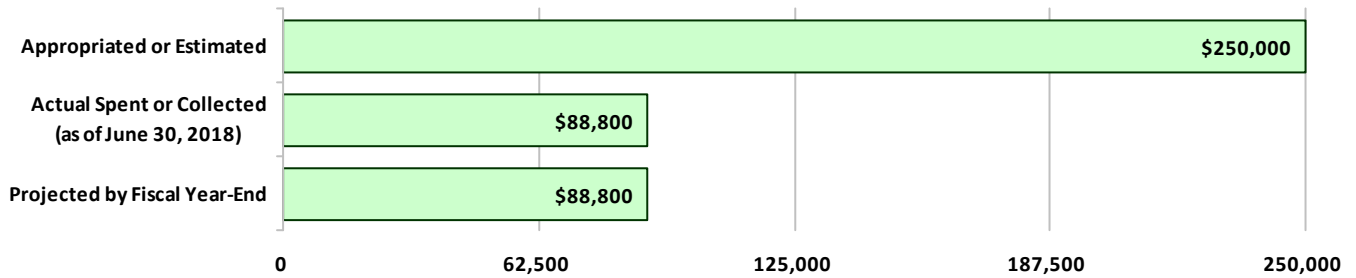 Appropriated or Estimated
$250,000
Actual Spent or Collected
(as of June 30, 2018)
$88,800
Projected by Fiscal Year-End
$88,800
0 62,500 125,000 187,500 250,000